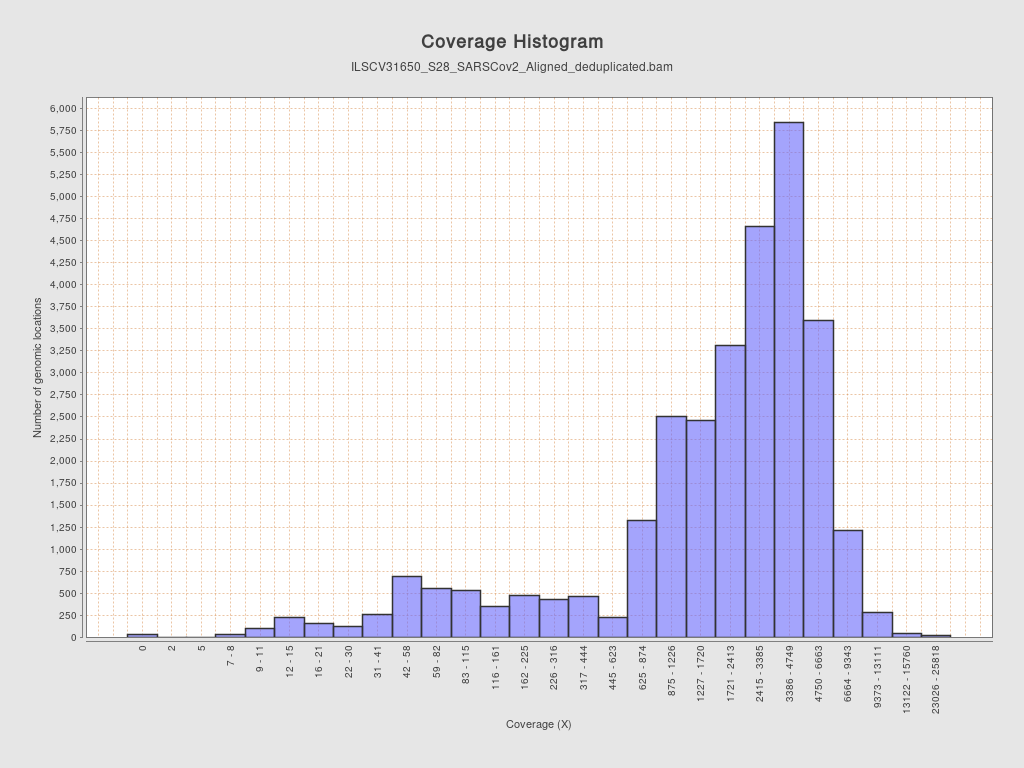 Coverage Histogram
ILSCV31650_S28_SARSCov2_Aligned_deduplicated.bam
Number of genomic locations
6,000
5,750
5,500
5,250
5,000
4,750
4,500
4,250
4,000
3,750
3,500
3,250
3,000
2,750
2,500
2,250
2,000
1,750
1,500
1,250
1,000
750
500
250
0
0
2
5
7 - 8
9 - 11
12 - 15
16 - 21
22 - 30
31 - 41
42 - 58
59 - 82
83 - 115
116 - 161
162 - 225
226 - 316
317 - 444
445 - 623
625 - 874
875 - 1226
1227 - 1720
1721 - 2413
2415 - 3385
3386 - 4749
4750 - 6663
6664 - 9343
9373 - 13111
13122 - 15760
23026 - 25818
Coverage (X)